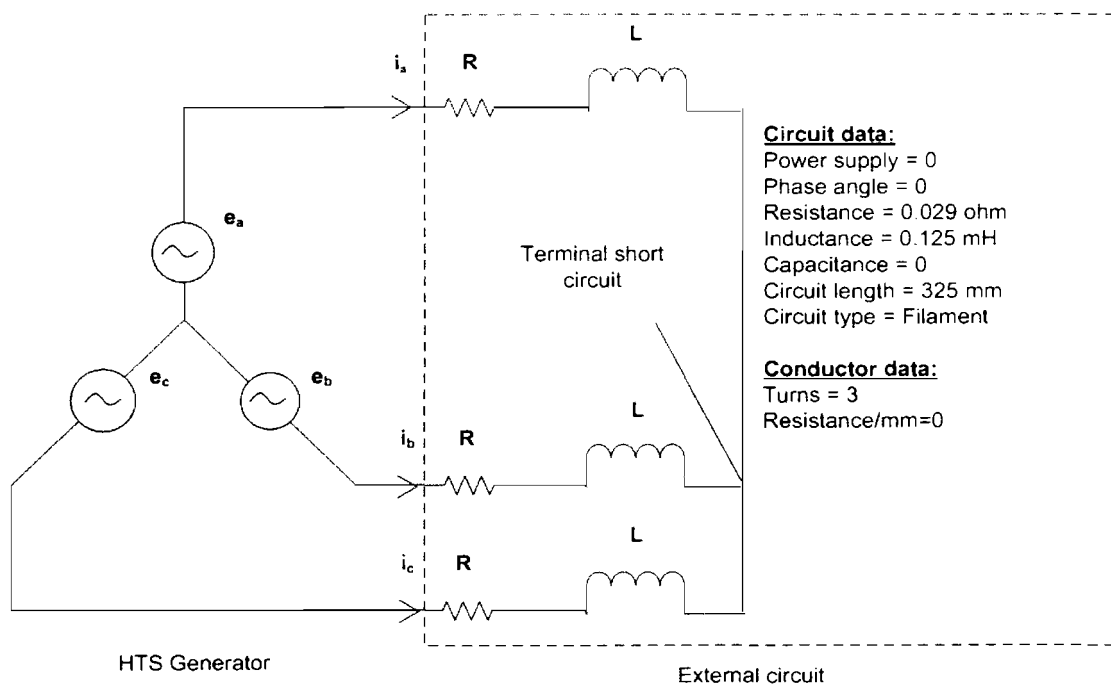 L
R
iₐ
Circuit data:
Power supply = 0
Phase angle = 0
Resistance = 0.029 ohm
Inductance = 0.125 mH
Capacitance = 0
Circuit length = 325 mm
Circuit type = Filament
eₐ
Terminal short
circuit
Conductor data:
Turns = 3
Resistance/mm=0
e_c
e_b
L
R
i_b
L
R
i_c
HTS Generator
External circuit